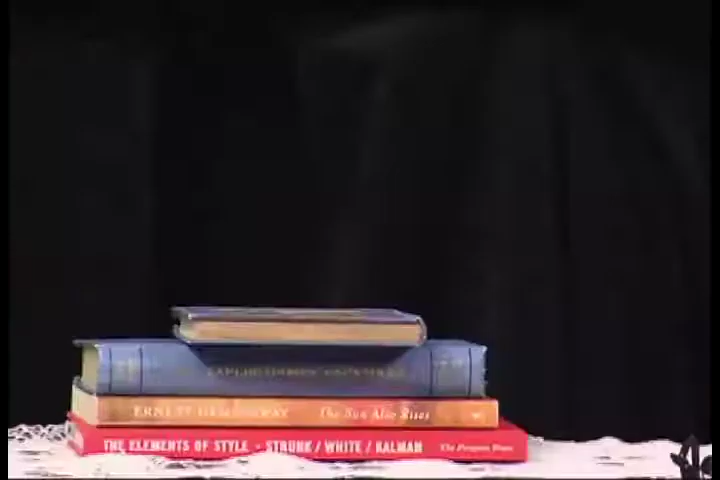 ERNEST HEMINGWAY The Sun Also Rises
THE ELEMENTS OF STYLE • STRUNK / WHITE / KALMAN The Penguin Press